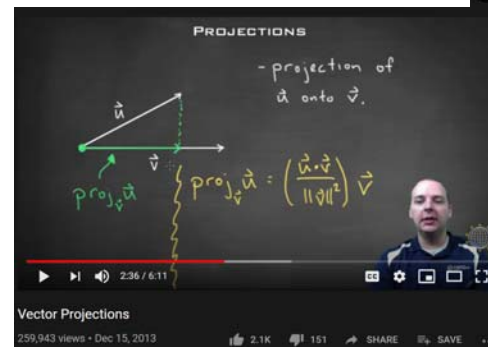 PROJECTIONS
- projection of
u⃗ onto v⃗.
u⃗
v⃗
proj_v⃗ u⃗
proj_v⃗ u⃗ = (u⃗·v⃗ / ||v⃗||²) v⃗
2:36 / 6:11
CC
Vector Projections
259,943 views • Dec 15, 2013
2.1K
151
SHARE
SAVE